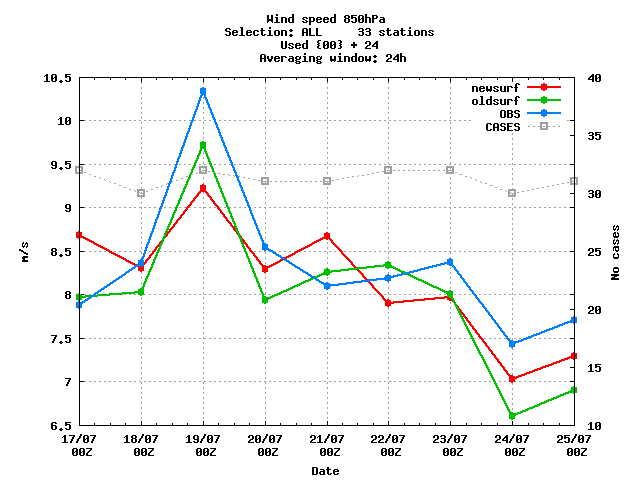 Wind speed 850hPa
Selection: ALL 33 stations
Used {00} + 24
Averaging window: 24h
newsurf
oldsurf
OBS
CASES
10.5
10
9.5
9
8.5
8
7.5
7
6.5
m/s
40
35
30
25
20
15
10
No cases
17/07 18/07 19/07 20/07 21/07 22/07 23/07 24/07 25/07
00Z 00Z 00Z 00Z 00Z 00Z 00Z 00Z 00Z
Date